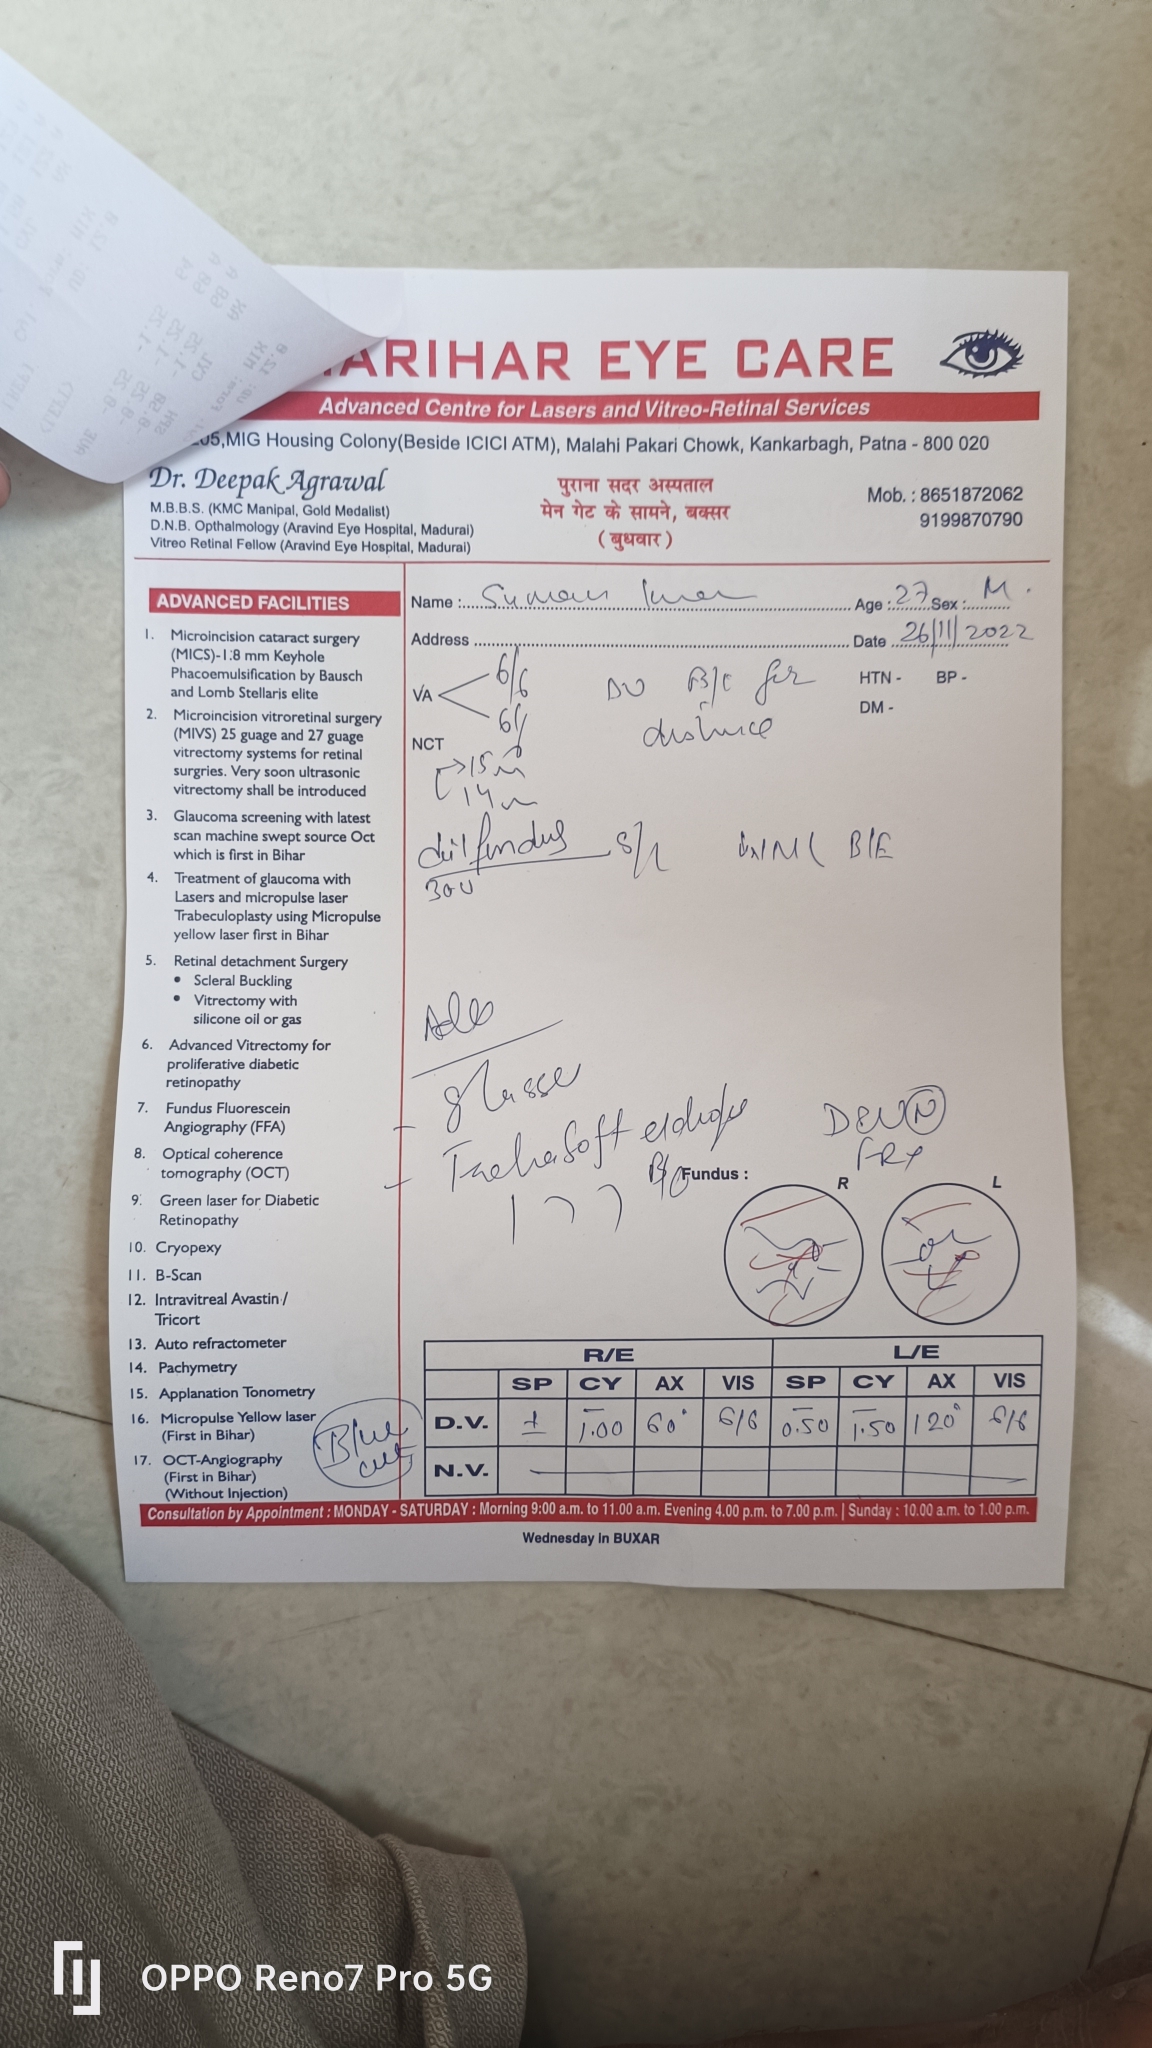 ARIHAR EYE CARE
Advanced Centre for Lasers and Vitreo-Retinal Services
05,MIG Housing Colony(Beside ICICI ATM), Malahi Pakari Chowk, Kankarbagh, Patna - 800 020
Dr. Deepak Agrawal
M.B.B.S. (KMC Manipal, Gold Medalist)
D.N.B. Opthalmology (Aravind Eye Hospital, Madurai)
Vitreo Retinal Fellow (Aravind Eye Hospital, Madurai)
पुराना सदर अस्पताल
मेन गेट के सामने, बक्सर
(बुधवार)
Mob. : 8651872062
9199870790
ADVANCED FACILITIES
1. Microincision cataract surgery
(MICS)-1.8 mm Keyhole
Phacoemulsification by Bausch
and Lomb Stellaris elite
2. Microincision vitroretinal surgery
(MIVS) 25 guage and 27 guage
vitrectomy systems for retinal
surgries. Very soon ultrasonic
vitrectomy shall be introduced
3. Glaucoma screening with latest
scan machine swept source Oct
which is first in Bihar
4. Treatment of glaucoma with
Lasers and micropulse laser
Trabeculoplasty using Micropulse
yellow laser first in Bihar
5. Retinal detachment Surgery
• Scleral Buckling
• Vitrectomy with
silicone oil or gas
6. Advanced Vitrectomy for
proliferative diabetic
retinopathy
7. Fundus Fluorescein
Angiography (FFA)
8. Optical coherence
tomography (OCT)
9. Green laser for Diabetic
Retinopathy
10. Cryopexy
11. B-Scan
12. Intravitreal Avastin /
Tricort
13. Auto refractometer
14. Pachymetry
15. Applanation Tonometry
16. Micropulse Yellow laser
(First in Bihar)
17. OCT-Angiography
(First in Bihar)
(Without Injection)
Blue cut
Name : Suman Age : 27 Sex : M.
Address Date 26/11/2022
VA 6/6 for HTN - BP -
distance DM -
NCT
15
14
dil fundus B/E
glasse
eldrops
Fundus : R L
R/E L/E
SP CY AX VIS SP CY AX VIS
D.V. ± -1.00 60° 6/6 -0.50 -1.50 120° 6/6
N.V.
Consultation by Appointment : MONDAY - SATURDAY : Morning 9:00 a.m. to 11.00 a.m. Evening 4.00 p.m. to 7.00 p.m. | Sunday : 10.00 a.m. to 1.00 p.m.
Wednesday in BUXAR
OPPO Reno7 Pro 5G